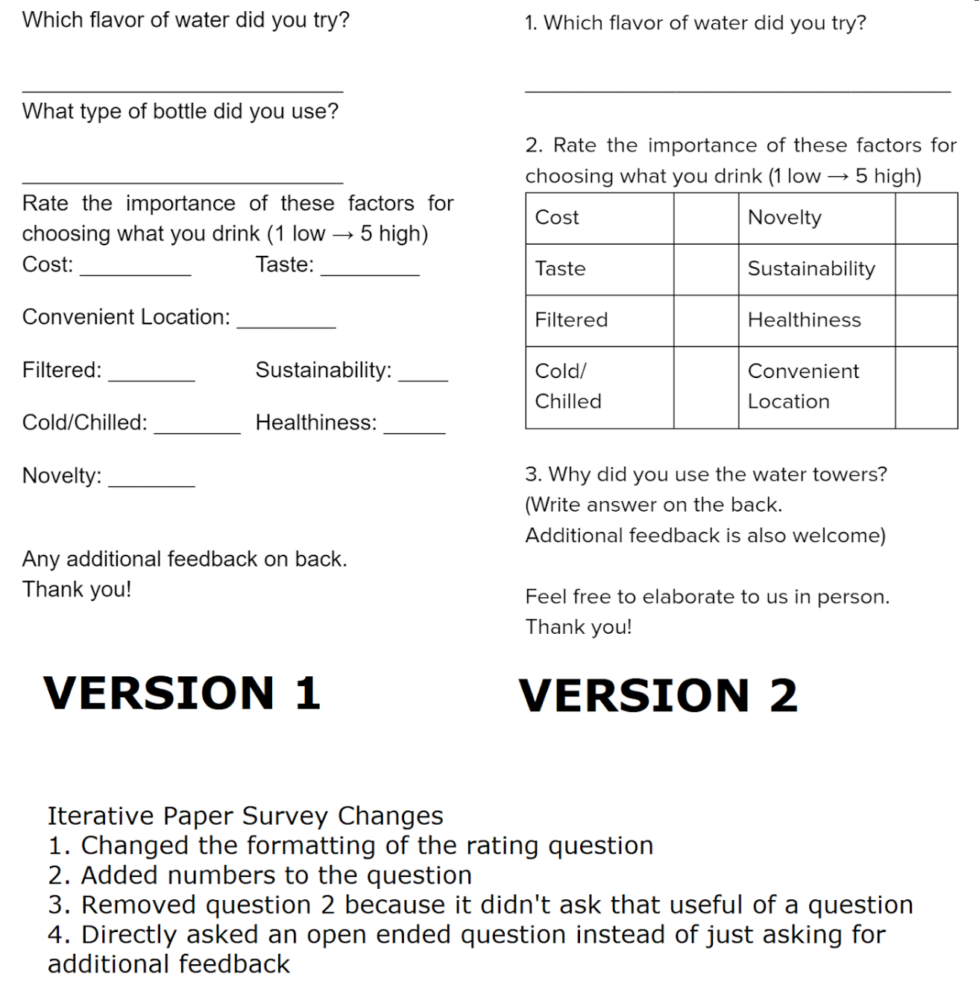 Which flavor of water did you try?
______________________________
What type of bottle did you use?
______________________________
Rate the importance of these factors for
choosing what you drink (1 low → 5 high)
Cost: _________ Taste: ________
Convenient Location: ________
Filtered: _______ Sustainability: ____
Cold/Chilled: _______ Healthiness: _____
Novelty: _______
Any additional feedback on back.
Thank you!
VERSION 1
1. Which flavor of water did you try?
______________________________
2. Rate the importance of these factors for
choosing what you drink (1 low → 5 high)
Cost Novelty
Taste Sustainability
Filtered Healthiness
Cold/ Convenient
Chilled Location
3. Why did you use the water towers?
(Write answer on the back.
Additional feedback is also welcome)
Feel free to elaborate to us in person.
Thank you!
VERSION 2
Iterative Paper Survey Changes
1. Changed the formatting of the rating question
2. Added numbers to the question
3. Removed question 2 because it didn't ask that useful of a question
4. Directly asked an open ended question instead of just asking for
additional feedback